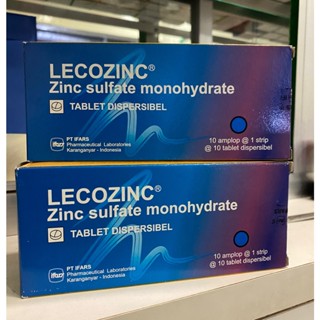 LECOZINC®
Zinc sulfate monohydrate
TABLET DISPERSIBEL
ifars
PT IFARS
Pharmaceutical Laboratories
Karanganyar - Indonesia
10 amplop @ 1 strip
@ 10 tablet dispersibel
LECOZINC®
Zinc sulfate monohydrate
TABLET DISPERSIBEL
ifars
PT IFARS
Pharmaceutical Laboratories
Karanganyar - Indonesia
10 amplop @ 1 strip
@ 10 tablet dispersibel